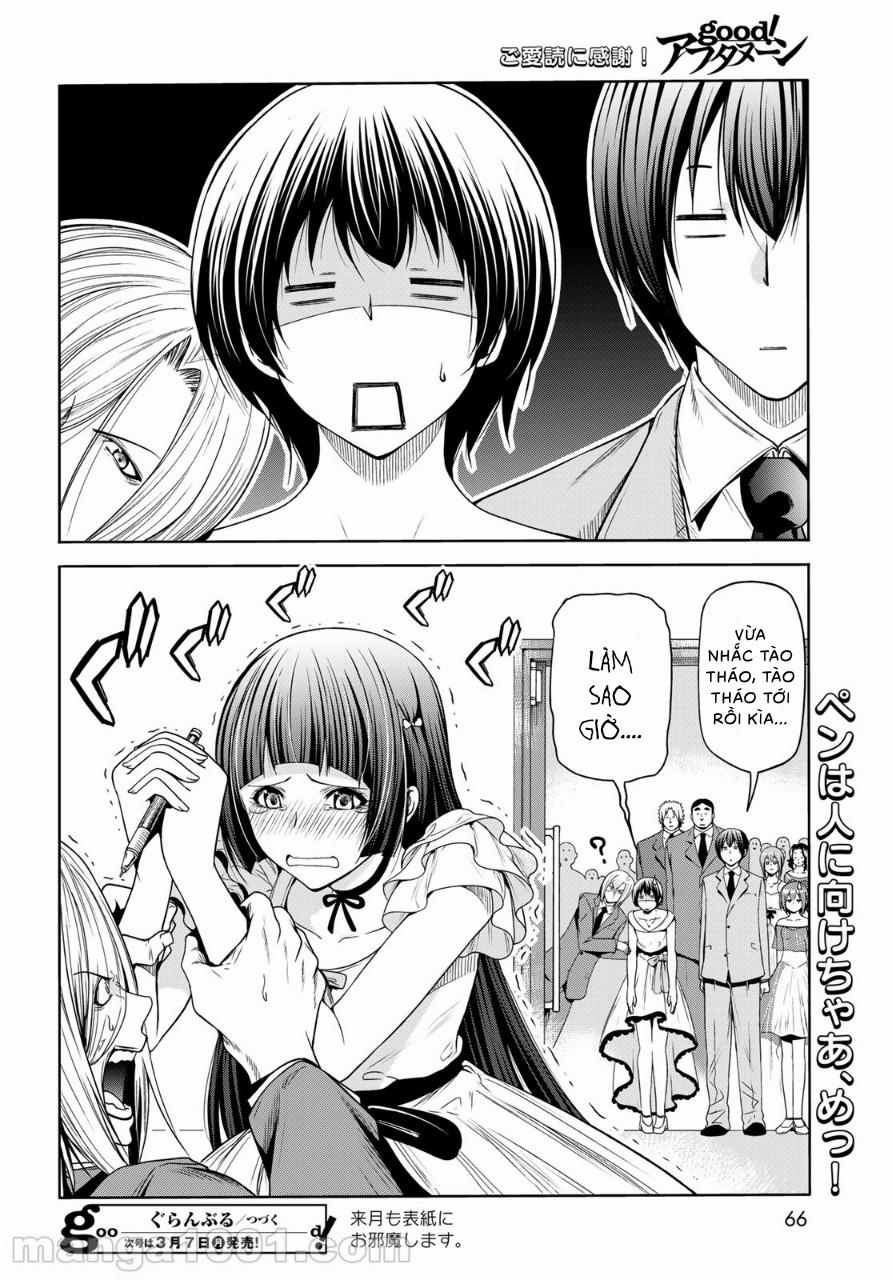 good!
アフタヌーン
ご愛読に感謝！
VỪA
NHẮC TÀO
THÁO, TÀO
THÁO TỚI
RỒI KÌA...
LÀM
SAO
GIỜ....
?
ペンは人に向けちゃあ、めっ！
ぐらんぶる／つづく
good!
次号は3月7日㊊発売！
来月も表紙に
お邪魔します。
66
manga1001.com